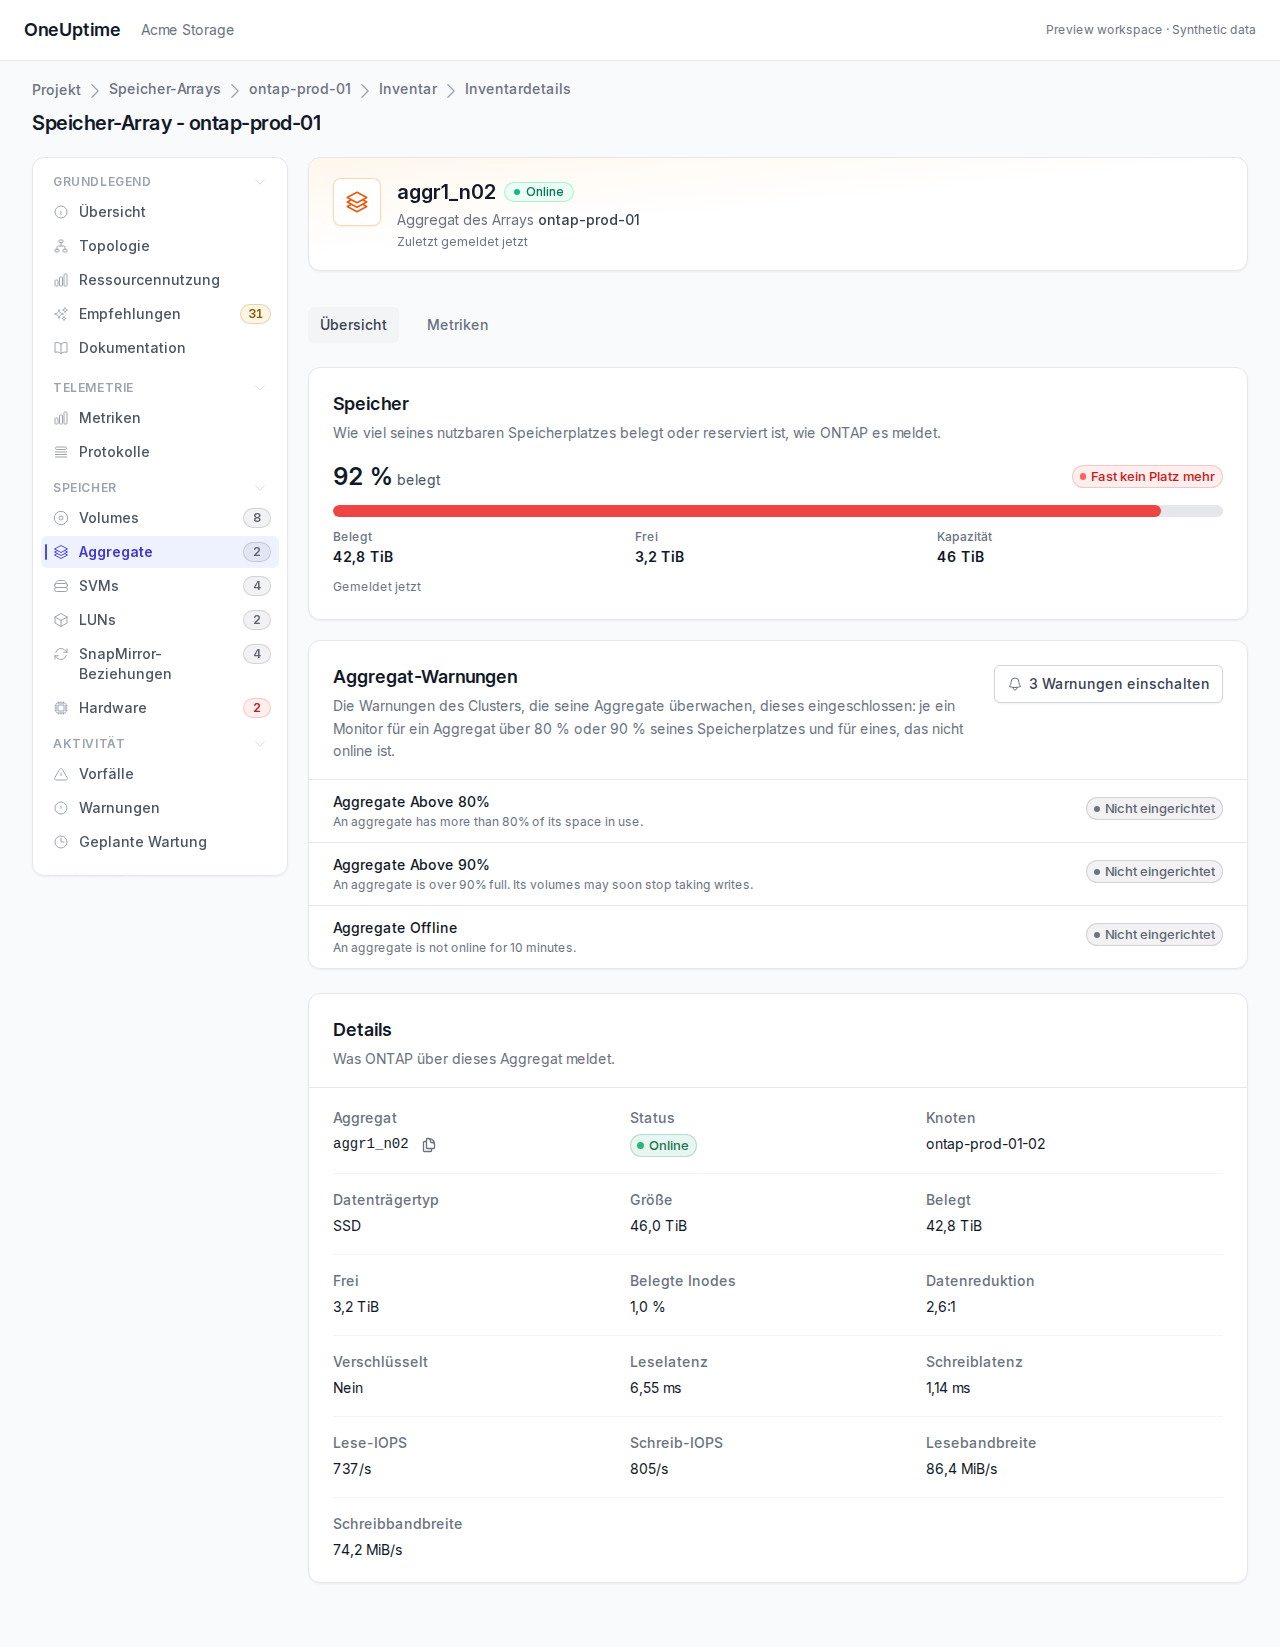 OneUptime
Acme Storage
Preview workspace · Synthetic data
Projekt
Speicher-Arrays
ontap-prod-01
Inventar
Inventardetails
Speicher-Array - ontap-prod-01
GRUNDLEGEND
Übersicht
Topologie
Ressourcennutzung
Empfehlungen
31
Dokumentation
TELEMETRIE
Metriken
Protokolle
SPEICHER
Volumes
8
Aggregate
2
SVMs
4
LUNs
2
SnapMirror-
Beziehungen
4
Hardware
2
AKTIVITÄT
Vorfälle
Warnungen
Geplante Wartung
aggr1_n02
Online
Aggregat des Arrays ontap-prod-01
Zuletzt gemeldet jetzt
Übersicht
Metriken
Speicher
Wie viel seines nutzbaren Speicherplatzes belegt oder reserviert ist, wie ONTAP es meldet.
92 % belegt
Fast kein Platz mehr
Belegt
42,8 TiB
Frei
3,2 TiB
Kapazität
46 TiB
Gemeldet jetzt
Aggregat-Warnungen
Die Warnungen des Clusters, die seine Aggregate überwachen, dieses eingeschlossen: je ein
Monitor für ein Aggregat über 80 % oder 90 % seines Speicherplatzes und für eines, das nicht
online ist.
3 Warnungen einschalten
Aggregate Above 80%
An aggregate has more than 80% of its space in use.
Nicht eingerichtet
Aggregate Above 90%
An aggregate is over 90% full. Its volumes may soon stop taking writes.
Nicht eingerichtet
Aggregate Offline
An aggregate is not online for 10 minutes.
Nicht eingerichtet
Details
Was ONTAP über dieses Aggregat meldet.
Aggregat
aggr1_n02
Status
Online
Knoten
ontap-prod-01-02
Datenträgertyp
SSD
Größe
46,0 TiB
Belegt
42,8 TiB
Frei
3,2 TiB
Belegte Inodes
1,0 %
Datenreduktion
2,6:1
Verschlüsselt
Nein
Leselatenz
6,55 ms
Schreiblatenz
1,14 ms
Lese-IOPS
737/s
Schreib-IOPS
805/s
Lesebandbreite
86,4 MiB/s
Schreibbandbreite
74,2 MiB/s